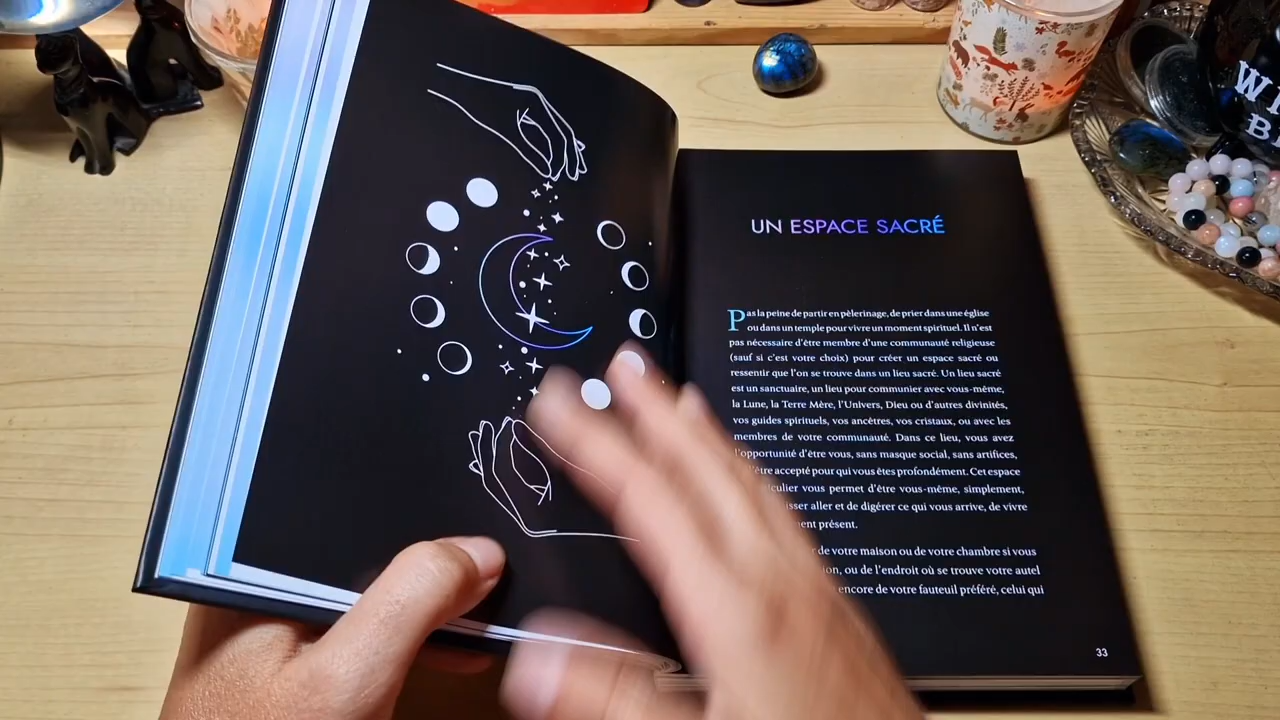 UN ESPACE SACRÉ
Pas la peine de partir en pèlerinage, de prier dans une église
ou dans un temple pour vivre un moment spirituel. Il n'est
pas nécessaire d'être membre d'une communauté religieuse
(sauf si c'est votre choix) pour créer un espace sacré ou
ressentir que l'on se trouve dans un lieu sacré. Un lieu sacré
est un sanctuaire, un lieu pour communier avec vous-même,
la Lune, la Terre Mère, l'Univers, Dieu ou d'autres divinités,
vos guides spirituels, vos ancêtres, vos cristaux, ou avec les
membres de votre communauté. Dans ce lieu, vous avez
l'opportunité d'être vous, sans masque social, sans artifices,
être accepté pour qui vous êtes profondément. Cet espace
vous permet d'être vous-même, simplement,
aller et de digérer ce qui vous arrive, de vivre
présent.
de votre maison ou de votre chambre si vous
ou de l'endroit où se trouve votre autel
encore de votre fauteuil préféré, celui qui
33